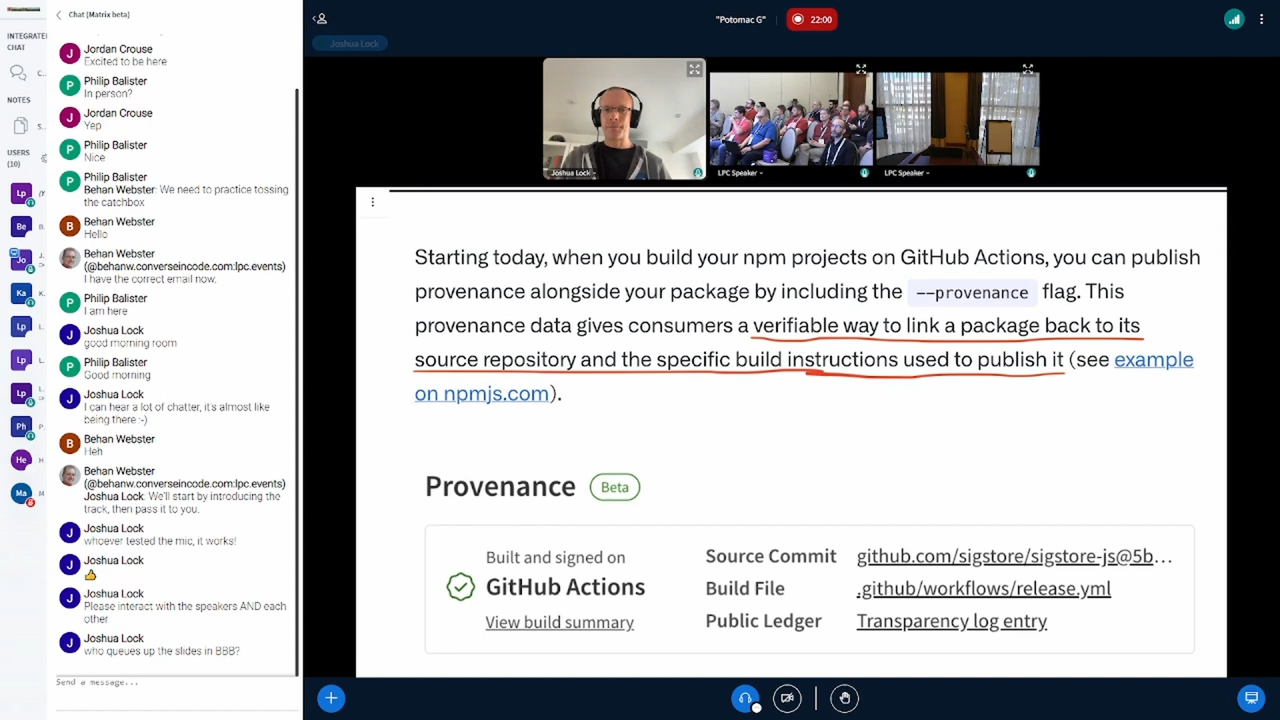 Chat (Matrix beta)
INTEGRATE
CHAT
NOTES
USERS
(10)
Jordan Crouse
Excited to be here
Philip Balister
In person?
Jordan Crouse
Yep
Philip Balister
Nice
Philip Balister
Behan Webster: We need to practice tossing
the catchbox
Behan Webster
Hello
Behan Webster
(@behanw.converseincode.com:lpc.events)
I have the correct email now.
Philip Balister
I am here
Joshua Lock
good morning room
Philip Balister
Good morning
Joshua Lock
I can hear a lot of chatter, it's almost like
being there :-)
Behan Webster
Heh
Behan Webster
(@behanw.converseincode.com:lpc.events)
Joshua Lock: We'll start by introducing the
track, then pass it to you.
Joshua Lock
whoever tested the mic, it works!
Joshua Lock
👍
Joshua Lock
Please interact with the speakers AND each
other
Joshua Lock
who queues up the slides in BBB?
Send a message...
"Potomac G"
22:00
Joshua Lock
Joshua Lock
LPC Speaker
LPC Speaker
Starting today, when you build your npm projects on GitHub Actions, you can publish
provenance alongside your package by including the --provenance flag. This
provenance data gives consumers a verifiable way to link a package back to its
source repository and the specific build instructions used to publish it (see example
on npmjs.com).
Provenance Beta
Built and signed on
GitHub Actions
View build summary
Source Commit github.com/sigstore/sigstore-js@5b...
Build File .github/workflows/release.yml
Public Ledger Transparency log entry